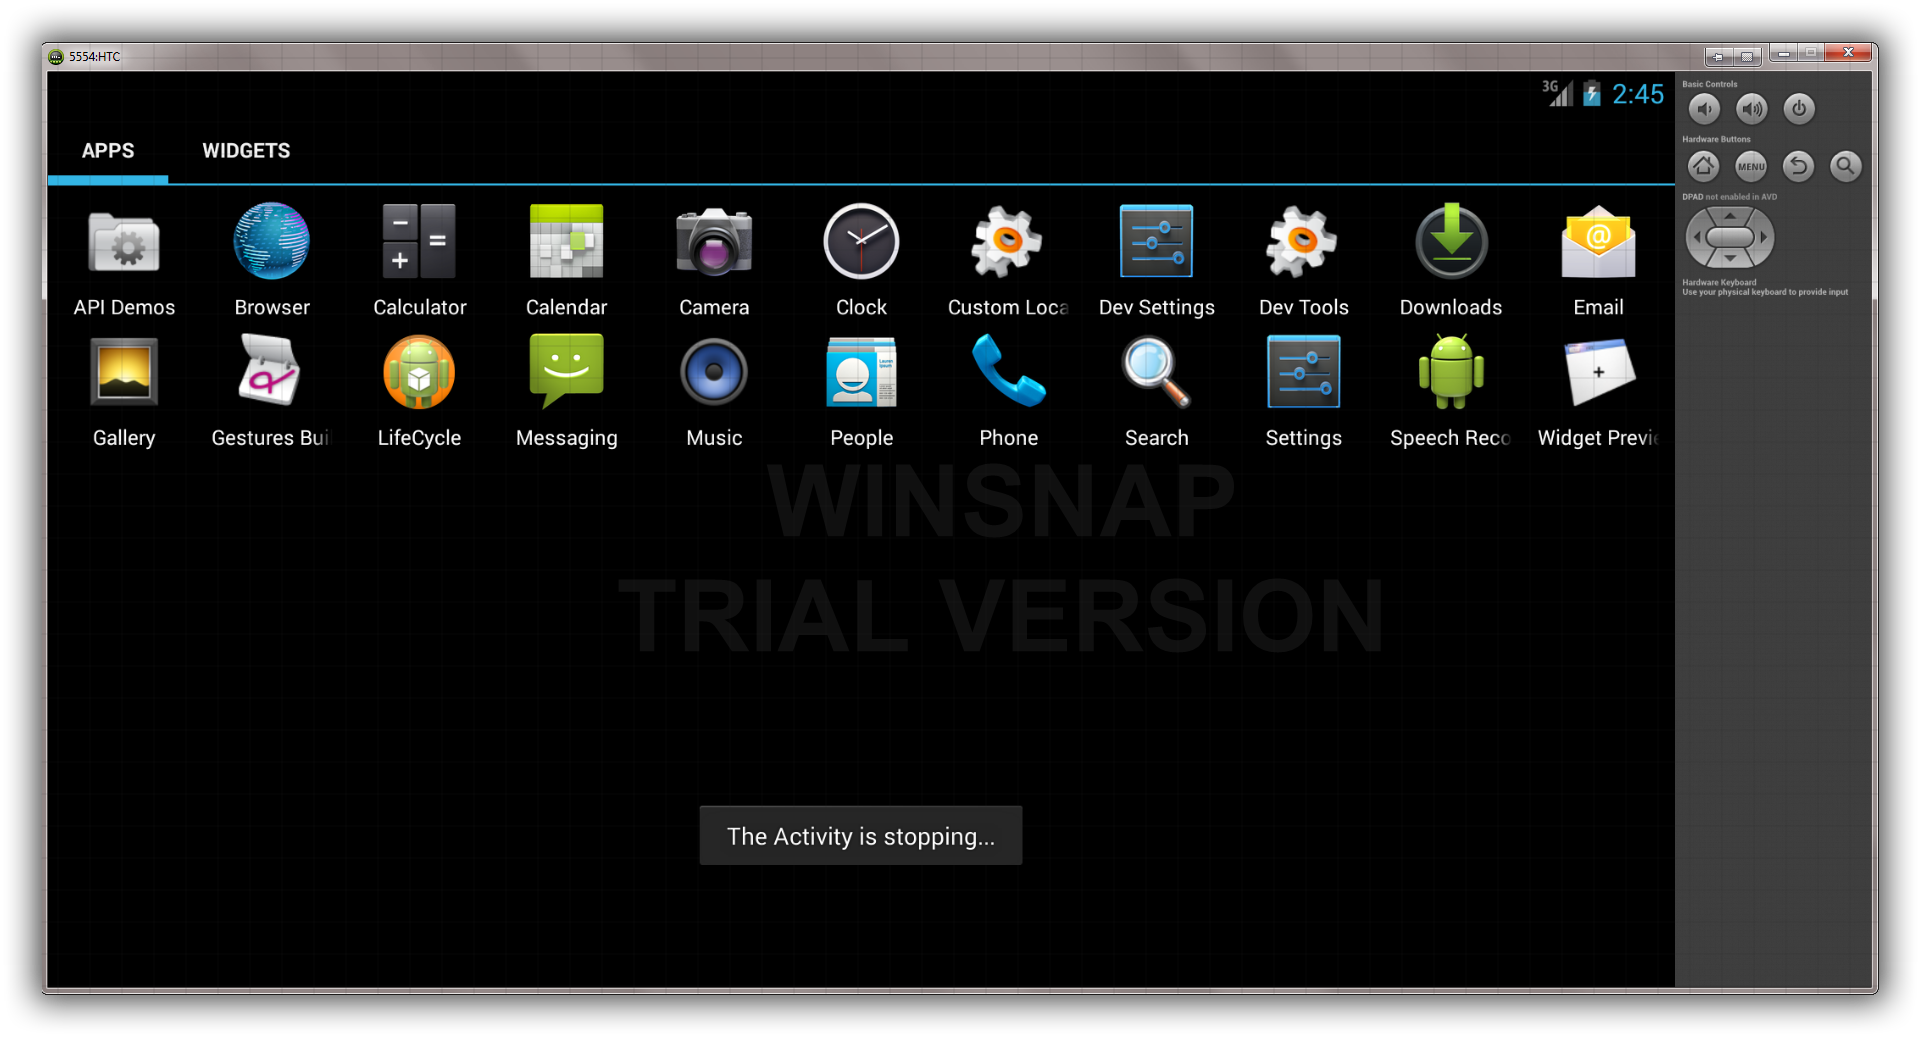 5554:HTC
3G 2:45
APPS WIDGETS
API Demos Browser Calculator Calendar Camera Clock Custom Loca Dev Settings Dev Tools Downloads Email
Gallery Gestures Bui LifeCycle Messaging Music People Phone Search Settings Speech Reco Widget Previe
WINSNAP
TRIAL VERSION
The Activity is stopping...
Basic Controls
Hardware Buttons
MENU
DPAD not enabled in AVD
Hardware Keyboard
Use your physical keyboard to provide input